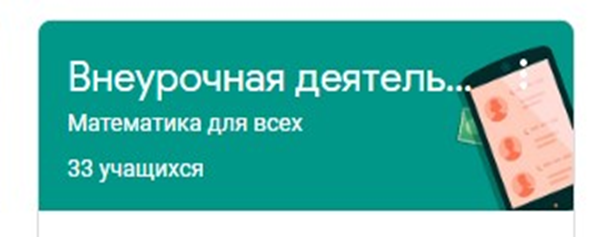 Внеурочная деятель...
Математика для всех
33 учащихся